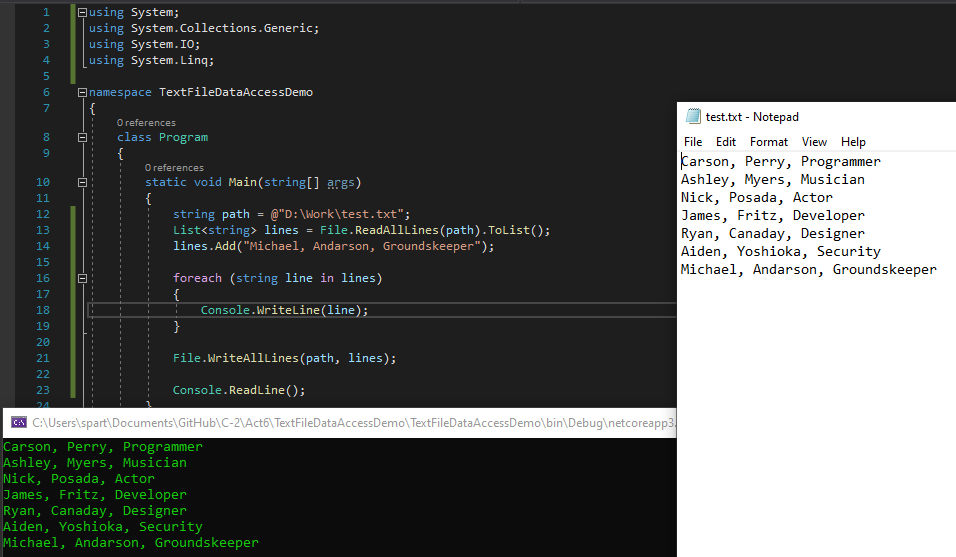 1 using System;
2 using System.Collections.Generic;
3 using System.IO;
4 using System.Linq;
5
6 namespace TextFileDataAccessDemo
7 {
0 references
8 class Program
9 {
0 references
10 static void Main(string[] args)
11 {
12 string path = @"D:\Work\test.txt";
13 List<string> lines = File.ReadAllLines(path).ToList();
14 lines.Add("Michael, Andarson, Groundskeeper");
15
16 foreach (string line in lines)
17 {
18 Console.WriteLine(line);
19 }
20
21 File.WriteAllLines(path, lines);
22
23 Console.ReadLine();
24 }
test.txt - Notepad
File Edit Format View Help
Carson, Perry, Programmer
Ashley, Myers, Musician
Nick, Posada, Actor
James, Fritz, Developer
Ryan, Canaday, Designer
Aiden, Yoshioka, Security
Michael, Andarson, Groundskeeper
C:\Users\spart\Documents\GitHub\C-2\Act6\TextFileDataAccessDemo\TextFileDataAccessDemo\bin\Debug\netcoreapp3.
Carson, Perry, Programmer
Ashley, Myers, Musician
Nick, Posada, Actor
James, Fritz, Developer
Ryan, Canaday, Designer
Aiden, Yoshioka, Security
Michael, Andarson, Groundskeeper